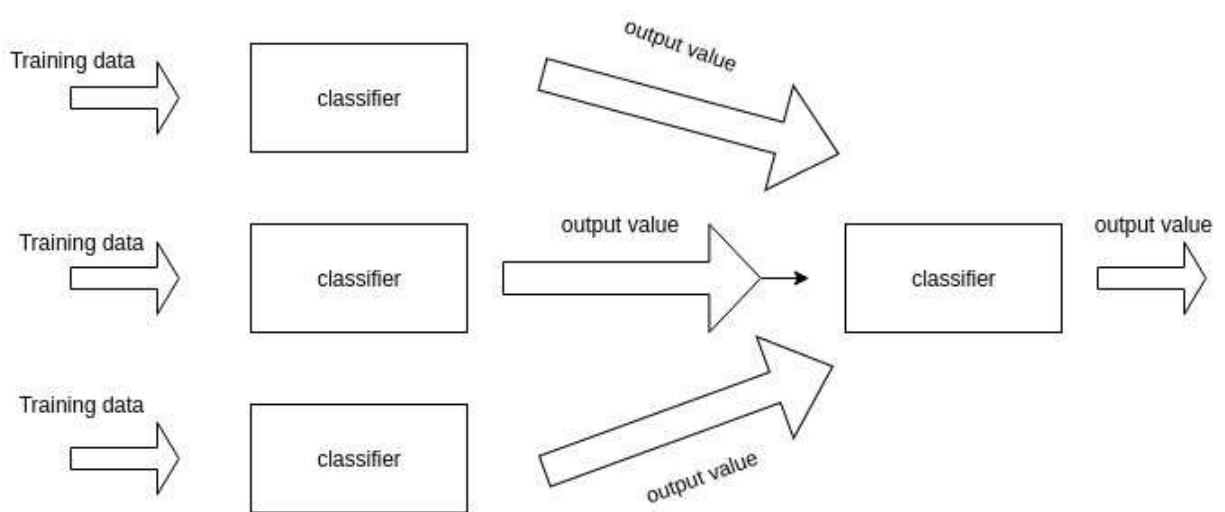 output value
Training data
classifier
output value
output value
Training data
classifier
classifier
Training data
classifier
output value